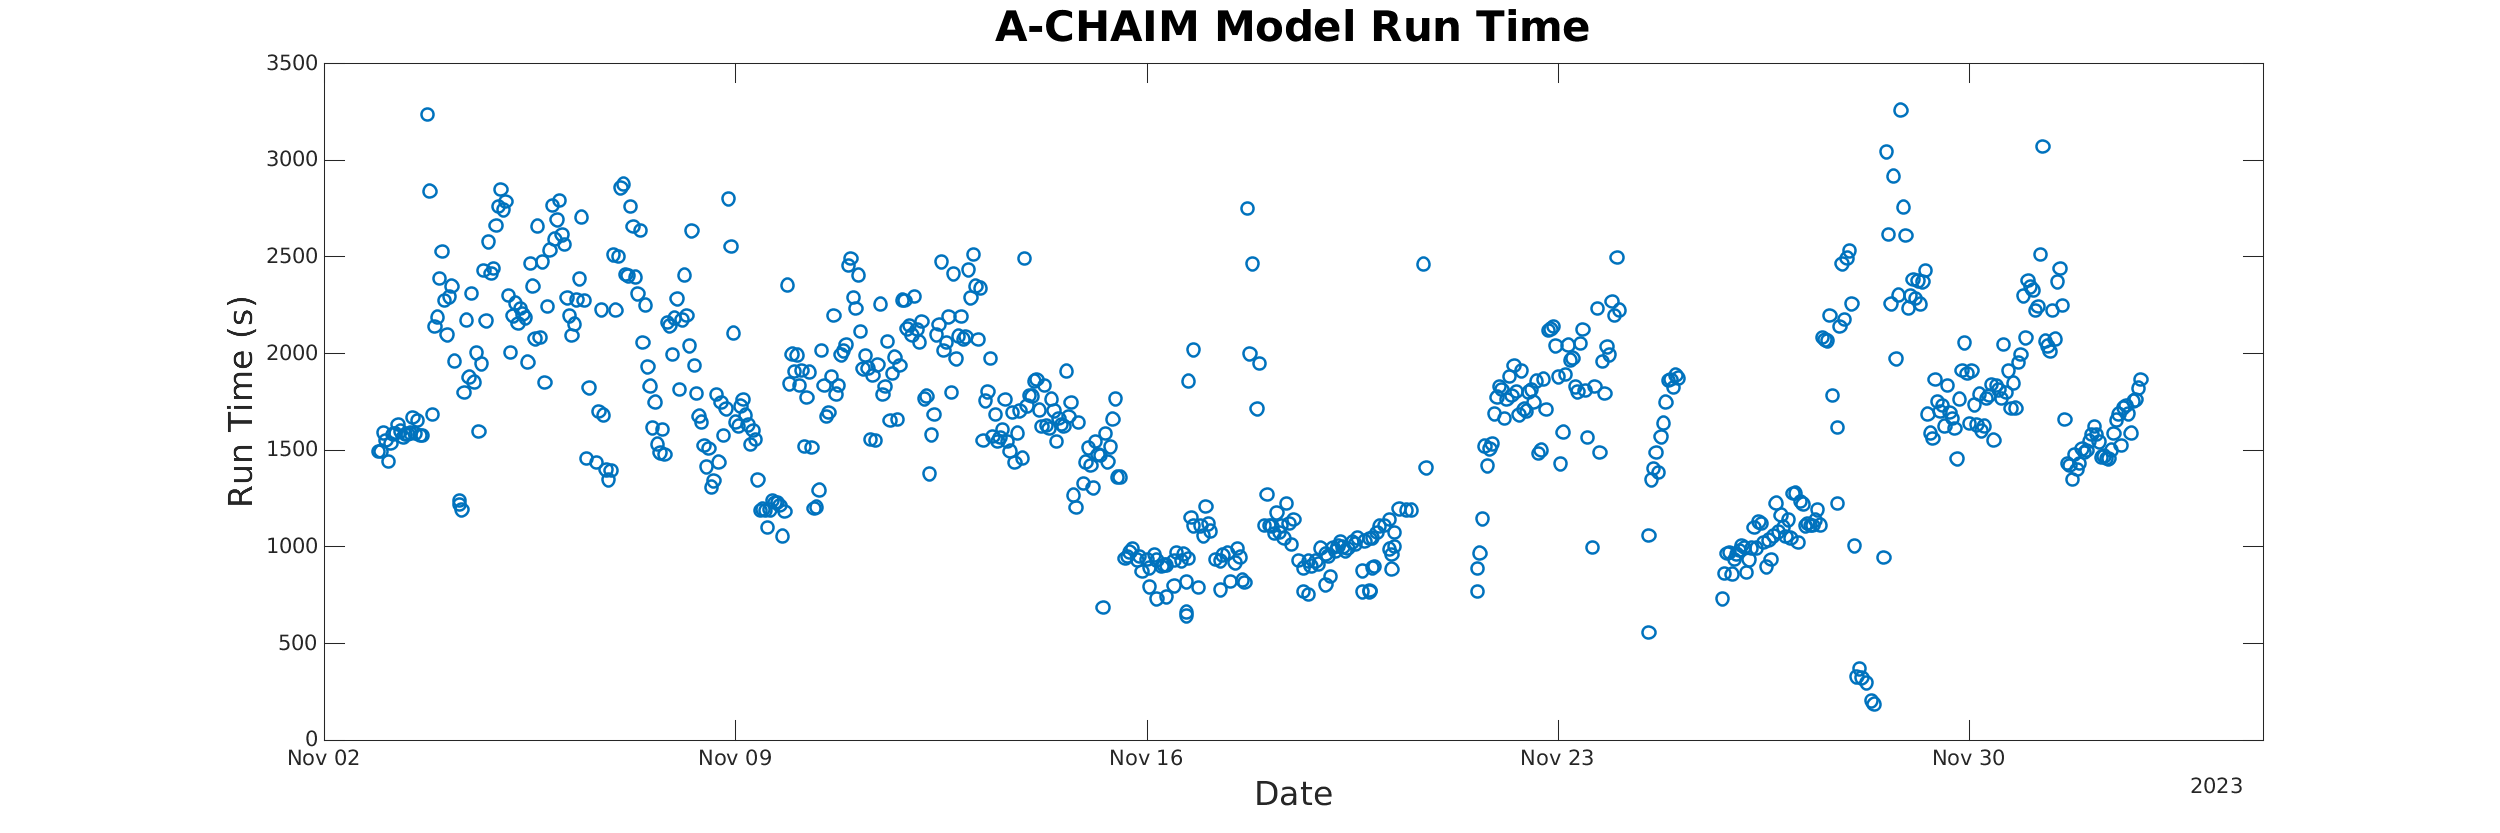 A-CHAIM Model Run Time
Run Time (s)
3500
3000
2500
2000
1500
1000
500
0
Nov 02
Nov 09
Nov 16
Nov 23
Nov 30
2023
Date